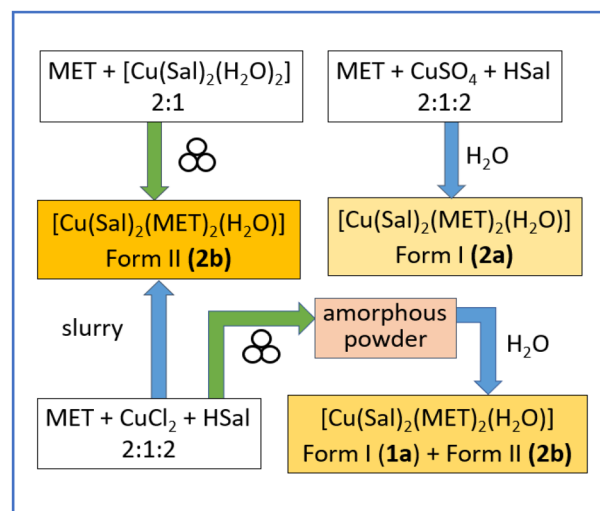 MET + [Cu(Sal)₂(H₂O)₂]
2:1
MET + CuSO₄ + HSal
2:1:2
H₂O
[Cu(Sal)₂(MET)₂(H₂O)]
Form II (2b)
[Cu(Sal)₂(MET)₂(H₂O)]
Form I (2a)
slurry
amorphous
powder
H₂O
MET + CuCl₂ + HSal
2:1:2
[Cu(Sal)₂(MET)₂(H₂O)]
Form I (1a) + Form II (2b)